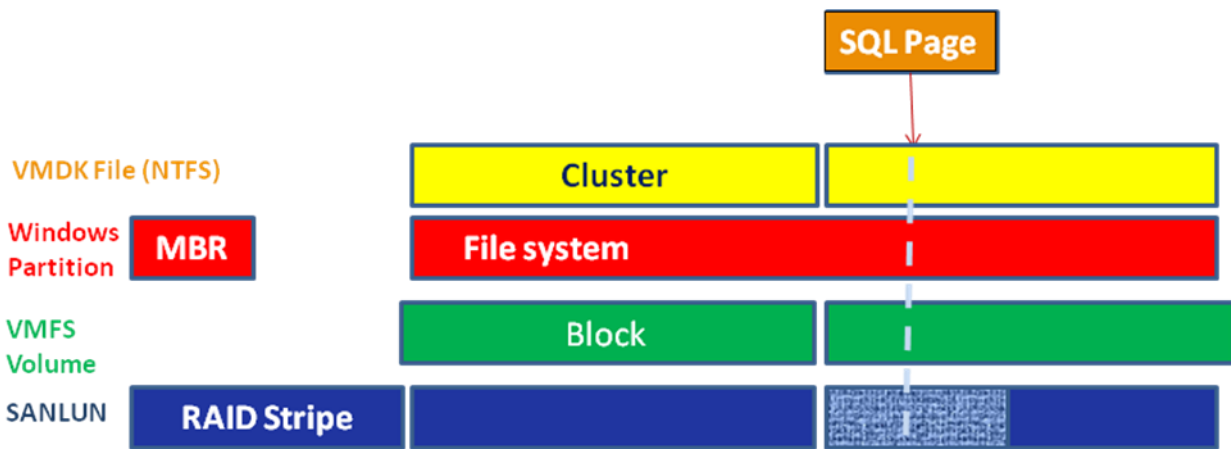 SQL Page
VMDK File (NTFS)
Cluster
Windows
Partition
MBR
File system
VMFS
Volume
Block
SANLUN
RAID Stripe